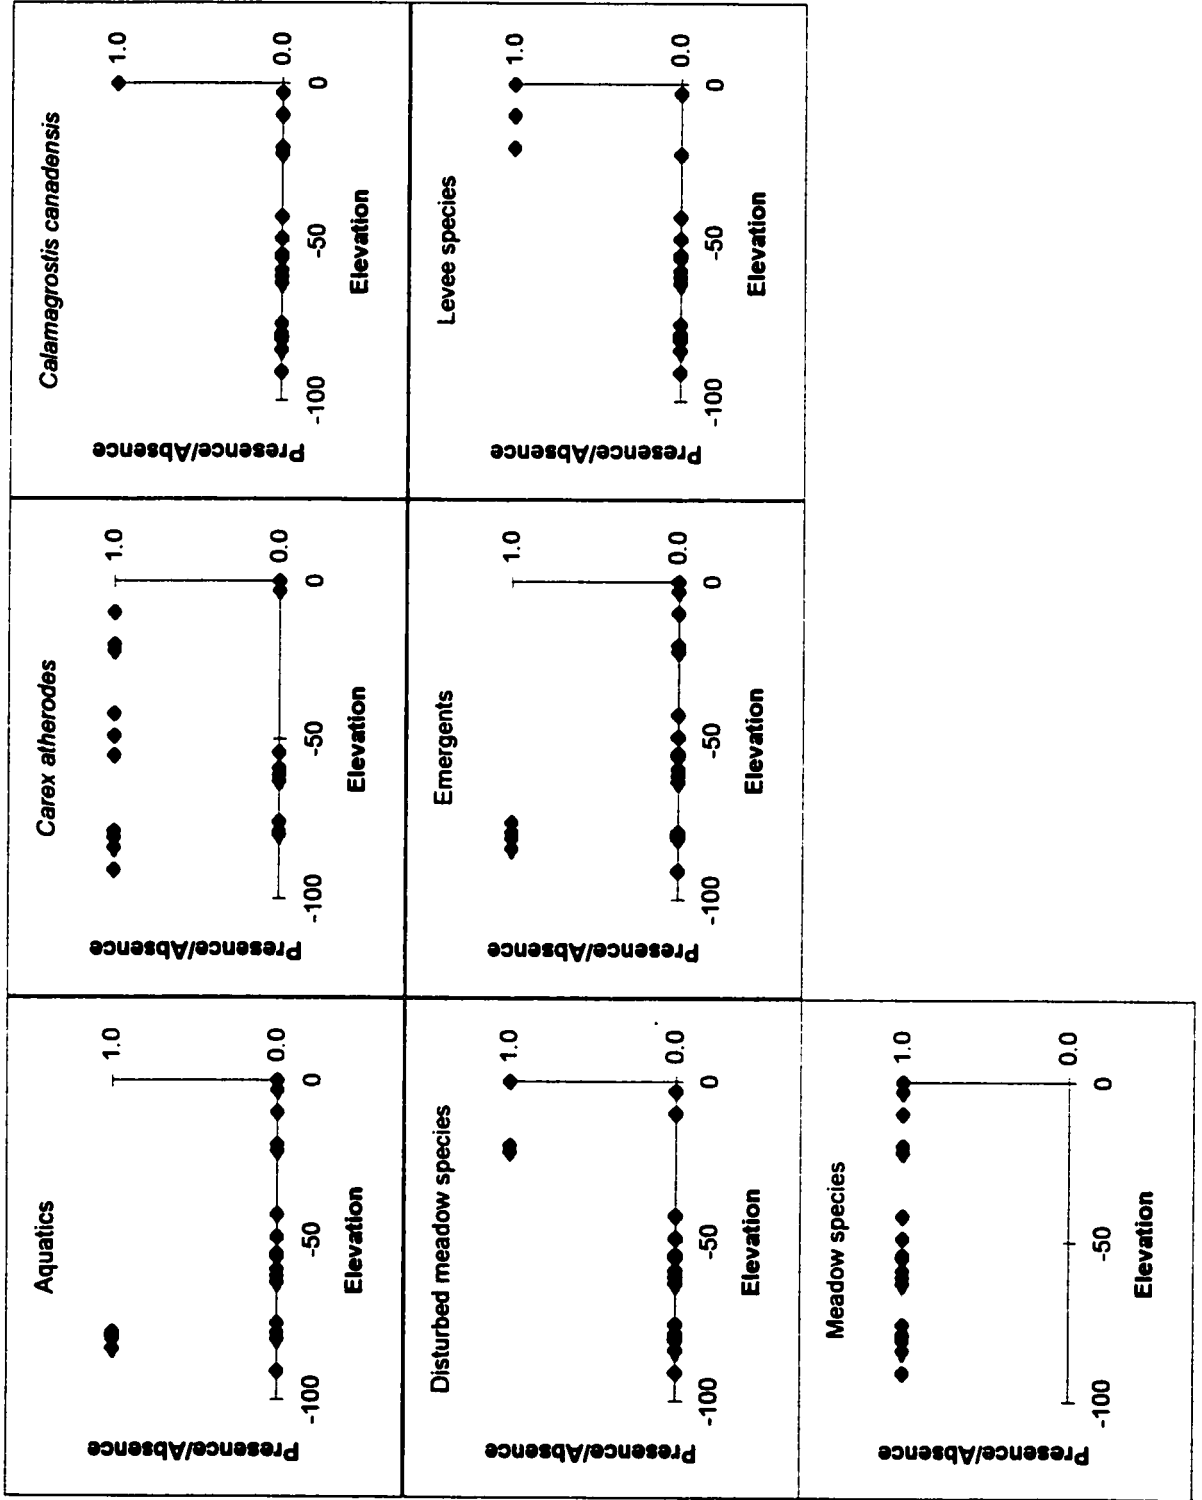 Aquatics
Presence/Absence
1.0
0.0
-100
-50
0
Elevation
Carex atherodes
Presence/Absence
1.0
0.0
-100
-50
0
Elevation
Calamagrostis canadensis
Presence/Absence
1.0
0.0
-100
-50
0
Elevation
Disturbed meadow species
Presence/Absence
1.0
0.0
-100
-50
0
Elevation
Emergents
Presence/Absence
1.0
0.0
-100
-50
0
Elevation
Levee species
Presence/Absence
1.0
0.0
-100
-50
0
Elevation
Meadow species
Presence/Absence
1.0
0.0
-100
-50
0
Elevation